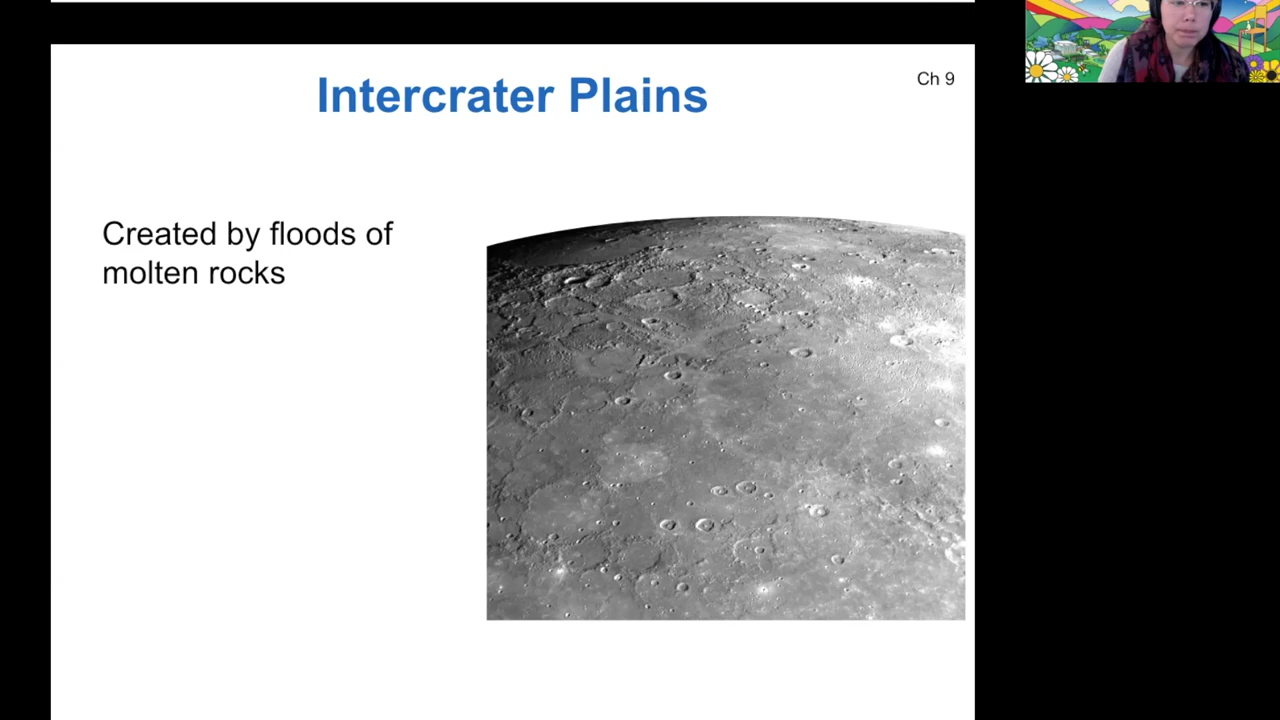 Intercrater Plains
Ch 9
Created by floods of
molten rocks